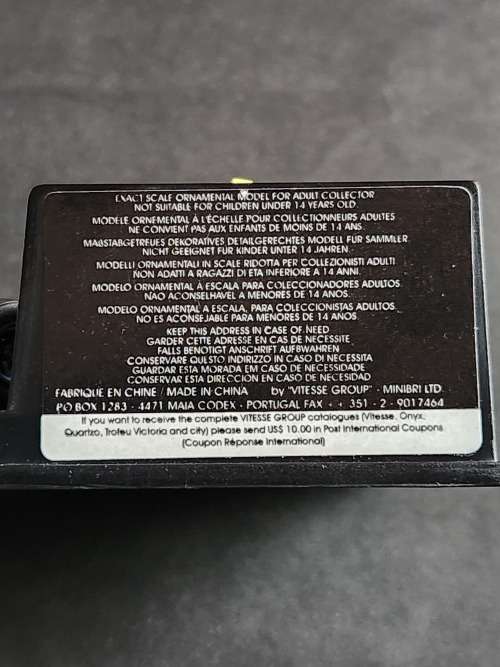 EXACT SCALE ORNAMENTAL MODEL FOR ADULT COLLECTOR
NOT SUITABLE FOR CHILDREN UNDER 14 YEARS OLD.
MODÈLE ORNEMENTAL À L'ÉCHELLE POUR COLLECTIONNEURS ADULTES
NE CONVIENT PAS AUX ENFANTS DE MOINS DE 14 ANS.
MAßSTABGETREUES DEKORATIVES DETAILGERECHTES MODELL FUR SAMMLER
NICHT GEEIGNET FUR KINDER UNTER 14 JAHREN.
MODELLI ORNAMENTALI IN SCALE RIDOTTA PER COLLEZIONISTI ADULTI
NON ADATTI A RAGAZZI DI ETA INFERIORE A 14 ANNI.
MODELO ORNAMENTAL À ESCALA PARA COLECCIONADORES ADULTOS
NAO ACONSELHAVEL A MENORES DE 14 ANOS.
MODELO ORNAMENTAL A ESCALA, PARA COLECCIONISTAS ADULTOS
NO ES ACONSEJABLE PARA MENORES DE 14 ANOS.
KEEP THIS ADDRESS IN CASE OF NEED
GARDER CETTE ADRESSE EN CAS DE NECESSITE
FALLS BENOTIGT ANSCHRIFT AUFBWAHREN
CONSERVARE QUESTO INDIRIZZO IN CASO DI NECESSITA
GUARDAR ESTA MORADA EM CASO DE NECESSIDADE
CONSERVAR ESTA DIRECCION EN CASO DE NECESIDAD
FABRIQUE EN CHINE / MADE IN CHINA by "VITESSE GROUP" - MINIBRI LTD.
PO BOX 1283 - 4471 MAIA CODEX - PORTUGAL FAX + 351 - 2 - 9017464
If you want to receive the complete VITESSE GROUP catalogues (Vitesse, Onyx,
Quartzo, Trofeu Victoria and city) please send US$ 10.00 in Post International Coupons
(Coupon Réponse International)